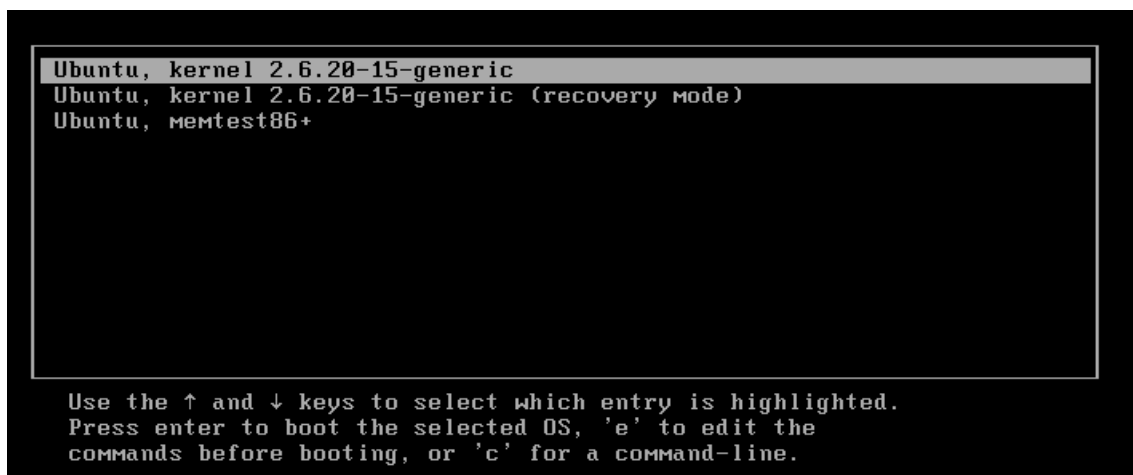 Ubuntu, kernel 2.6.20-15-generic
Ubuntu, kernel 2.6.20-15-generic (recovery mode)
Ubuntu, memtest86+
Use the ↑ and ↓ keys to select which entry is highlighted.
Press enter to boot the selected OS, 'e' to edit the
commands before booting, or 'c' for a command-line.